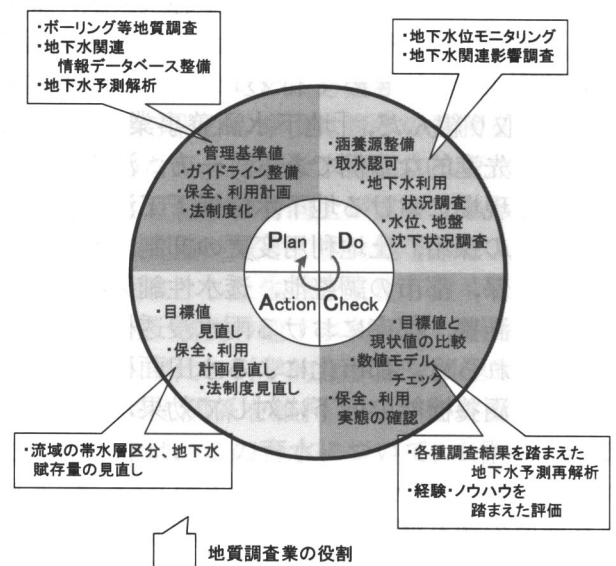 ・ボーリング等地質調査
・地下水関連
情報データベース整備
・地下水予測解析
・地下水位モニタリング
・地下水関連影響調査
・管理基準値
・ガイドライン整備
・保全、利用計画
・法制度化
・涵養源整備
・取水認可
・地下水利用
状況調査
・水位、地盤
沈下状況調査
Plan
Do
Action
Check
・目標値
見直し
・保全、利用
計画見直し
・法制度見直し
・目標値と
現状値の比較
・数値モデル
チェック
・保全、利用
実態の確認
・流域の帯水層区分、地下水
賦存量の見直し
・各種調査結果を踏まえた
地下水予測再解析
・経験・ノウハウを
踏まえた評価
地質調査業の役割